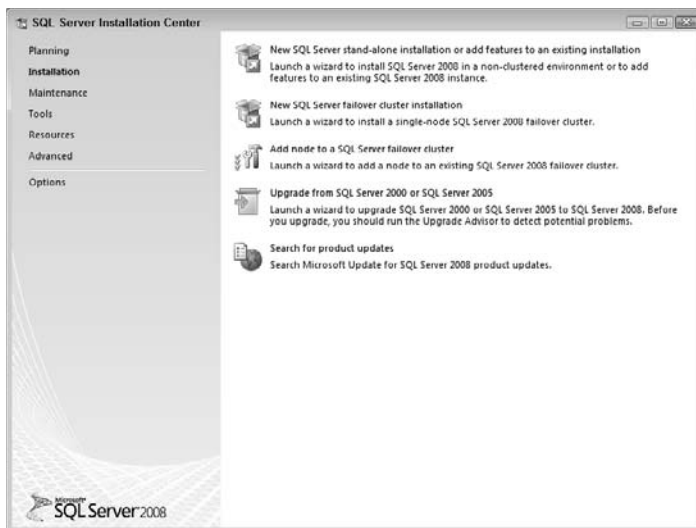 SQL Server Installation Center
Planning
Installation
Maintenance
Tools
Resources
Advanced
Options
New SQL Server stand-alone installation or add features to an existing installation
Launch a wizard to install SQL Server 2008 in a non-clustered environment or to add
features to an existing SQL Server 2008 instance.
New SQL Server failover cluster installation
Launch a wizard to install a single-node SQL Server 2008 failover cluster.
Add node to a SQL Server failover cluster
Launch a wizard to add a node to an existing SQL Server 2008 failover cluster.
Upgrade from SQL Server 2000 or SQL Server 2005
Launch a wizard to upgrade SQL Server 2000 or SQL Server 2005 to SQL Server 2008. Before
you upgrade, you should run the Upgrade Advisor to detect potential problems.
Search for product updates
Search Microsoft Update for SQL Server 2008 product updates.
Microsoft
SQL Server 2008